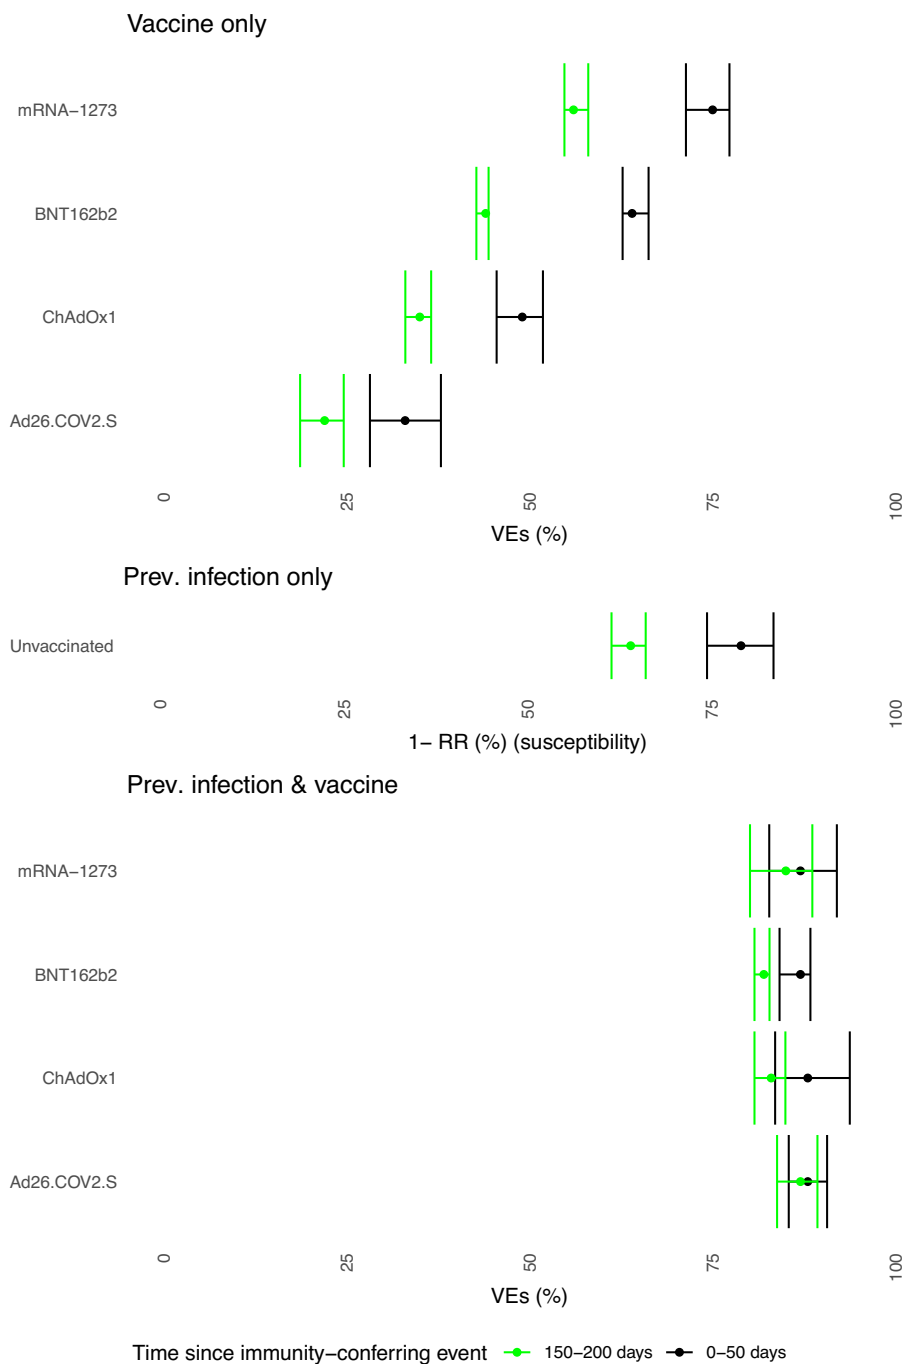 Vaccine only
mRNA−1273
BNT162b2
ChAdOx1
Ad26.COV2.S
0 25 50 75 100
VEs (%)
Prev. infection only
Unvaccinated
0 25 50 75 100
1− RR (%) (susceptibility)
Prev. infection & vaccine
mRNA−1273
BNT162b2
ChAdOx1
Ad26.COV2.S
0 25 50 75 100
VEs (%)
Time since immunity−conferring event 150−200 days 0−50 days